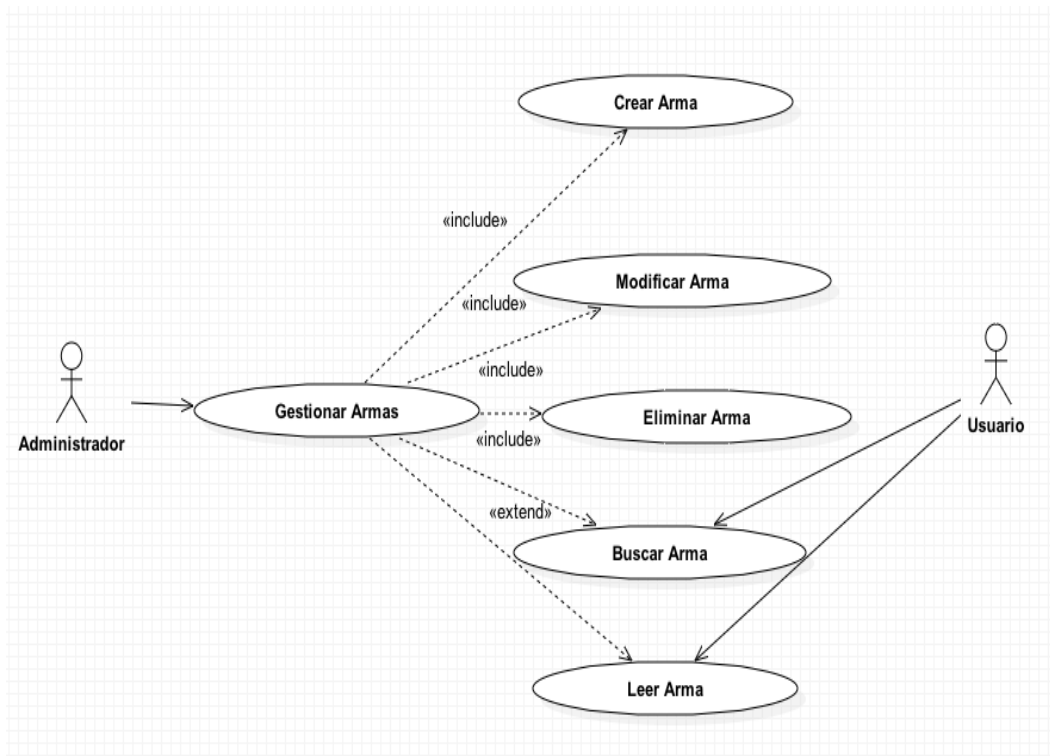 Crear Arma
«include»
Modificar Arma
«include»
«include»
Gestionar Armas
Eliminar Arma
Administrador
Usuario
«include»
«extend»
Buscar Arma
Leer Arma